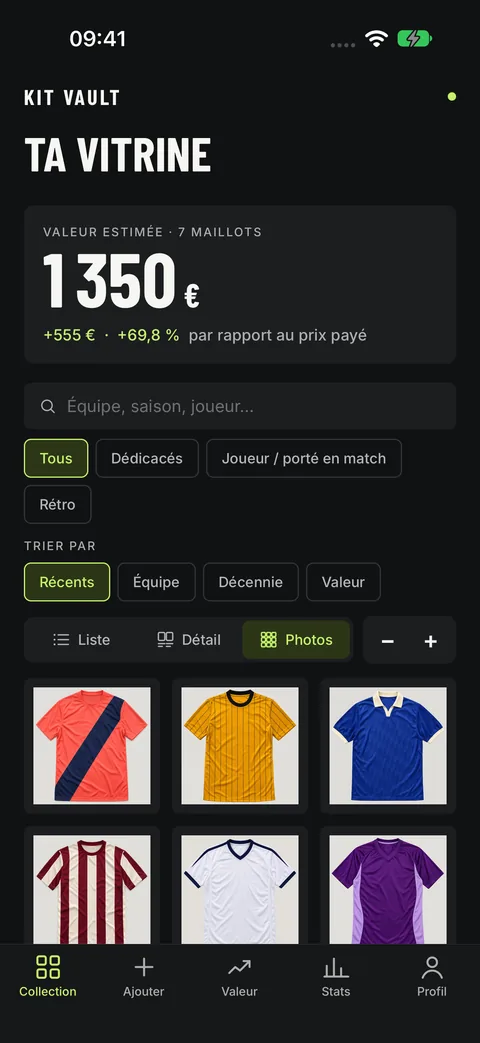 09:41
KIT VAULT
TA VITRINE
VALEUR ESTIMÉE · 7 MAILLOTS
1 350 €
+555 € · +69,8 % par rapport au prix payé
Équipe, saison, joueur...
Tous Dédicacés Joueur / porté en match
Rétro
TRIER PAR
Récents Équipe Décennie Valeur
Liste Détail Photos − +
Collection Ajouter Valeur Stats Profil